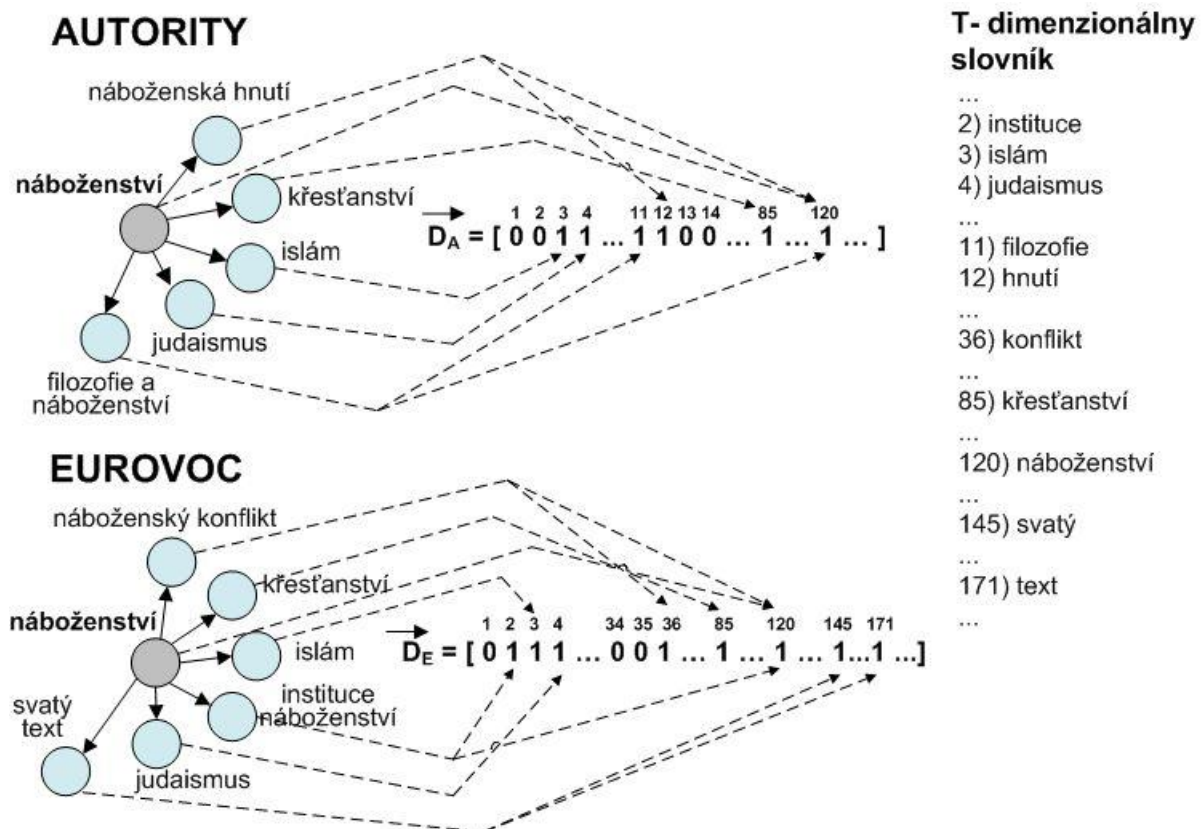 AUTORITY
náboženská hnutí
náboženství
křesťanství
islám
judaismus
filozofie a
náboženství
1 2 3 4 11 12 13 14 85 120
D_A = [ 0 0 1 1 ... 1 1 0 0 ... 1 ... 1 ... ]
EUROVOC
náboženský konflikt
křesťanství
náboženství
islám
instituce
náboženství
svatý
text
judaismus
1 2 3 4 34 35 36 85 120 145 171
D_E = [ 0 1 1 1 ... 0 0 1 ... 1 ... 1 ... 1...1 ...]
T- dimenzionálny
slovník
...
2) instituce
3) islám
4) judaismus
...
11) filozofie
12) hnutí
...
36) konflikt
...
85) křesťanství
...
120) náboženství
...
145) svatý
...
171) text
...